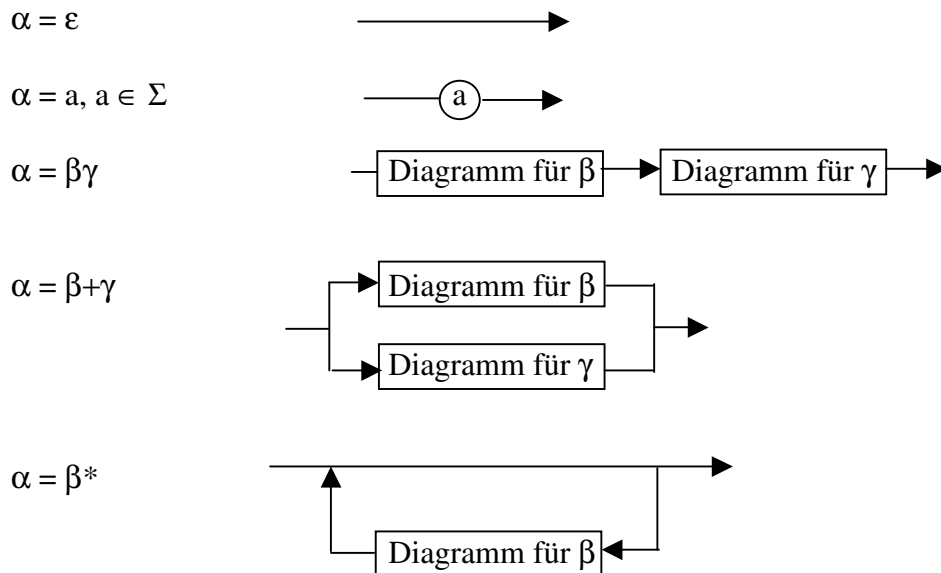 α = ε
α = a, a ∈ Σ
a
α = βγ
Diagramm für β
Diagramm für γ
α = β+γ
Diagramm für β
Diagramm für γ
α = β*
Diagramm für β